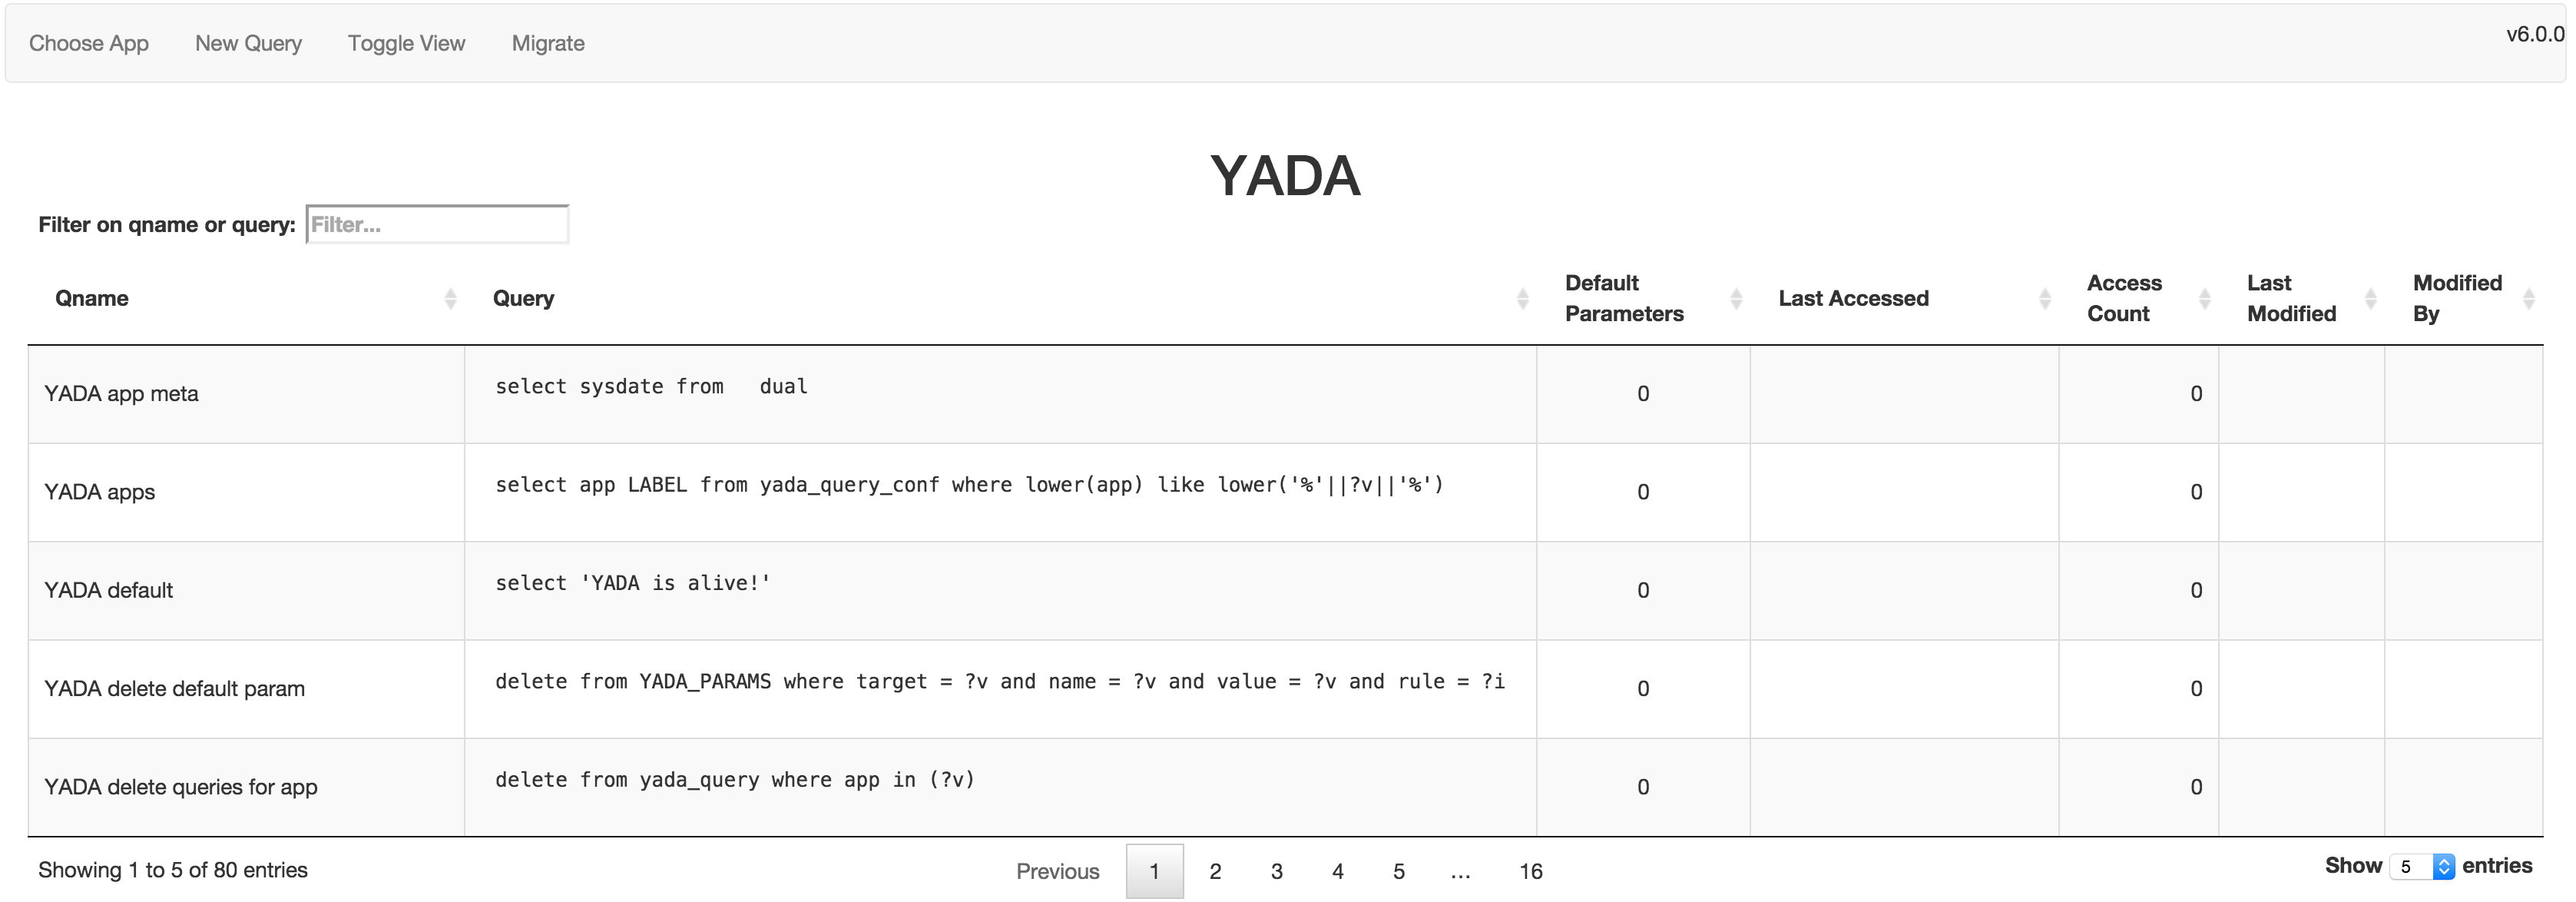 Choose App New Query Toggle View Migrate v6.0.0
YADA
Filter on qname or query: Filter...
Qname Query Default Parameters Last Accessed Access Count Last Modified Modified By
YADA app meta select sysdate from   dual 0 0
YADA apps select app LABEL from yada_query_conf where lower(app) like lower('%'||?v||'%') 0 0
YADA default select 'YADA is alive!' 0 0
YADA delete default param delete from YADA_PARAMS where target = ?v and name = ?v and value = ?v and rule = ?i 0 0
YADA delete queries for app delete from yada_query where app in (?v) 0 0
Showing 1 to 5 of 80 entries Previous 1 2 3 4 5 ... 16 Show 5 entries